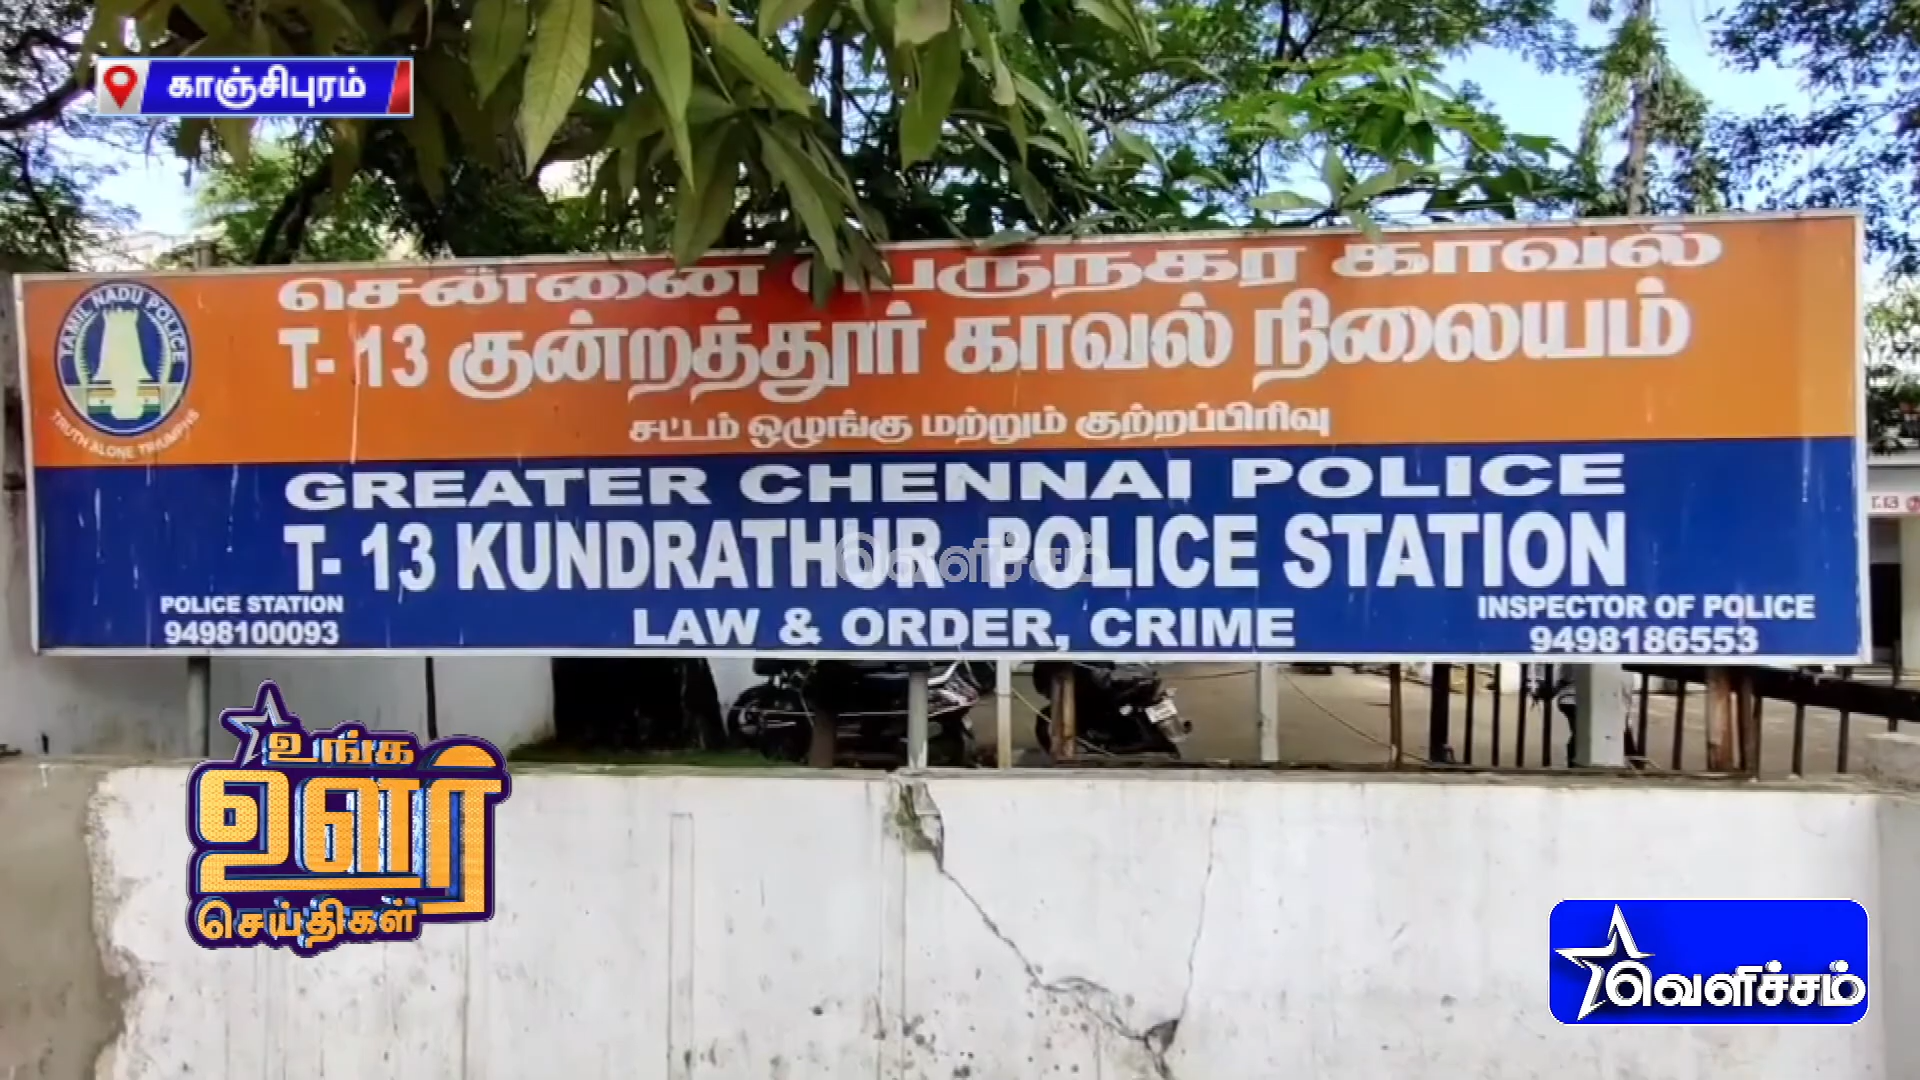 காஞ்சிபுரம்
சென்னை பெருநகர காவல்
T- 13 குன்றத்தூர் காவல் நிலையம்
சட்டம் ஒழுங்கு மற்றும் குற்றப்பிரிவு
TAMIL NADU POLICE
TRUTH ALONE TRIUMPHS
GREATER CHENNAI POLICE
T- 13 KUNDRATHUR POLICE STATION
வெளிச்சம்
LAW & ORDER, CRIME
POLICE STATION
9498100093
INSPECTOR OF POLICE
9498186553
உங்க
ஊர்
செய்திகள்
வெளிச்சம்